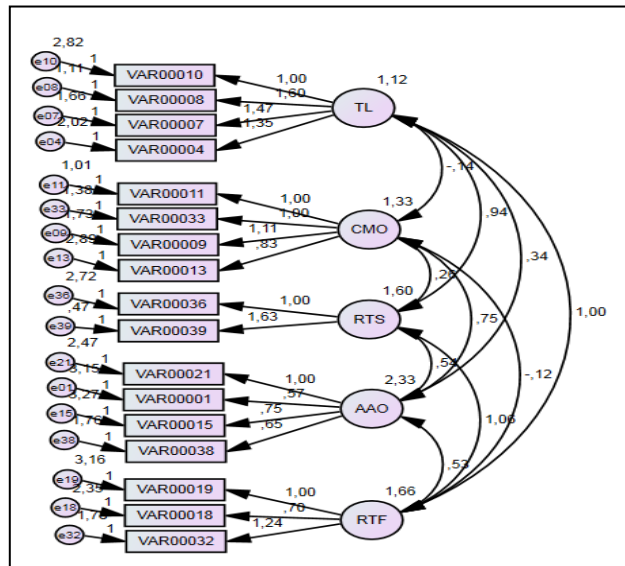 2,82
e10 1 VAR00010 1,00 1,12
1,11
e08 1 VAR00008 1,60 TL
1,66
e07 1 VAR00007 1,47
2,02
e04 1 VAR00004 1,35
-,14
1,01
e11 1 VAR00011 1,00 1,33 ,94
1,38
e33 1 VAR00033 1,00 CMO
1,73
e09 1 VAR00009 1,11 ,34
2,89
e13 1 VAR00013 ,83 ,26
2,72
e36 1 VAR00036 1,00 1,60 ,75 1,00
,47
e39 1 VAR00039 1,63 RTS
2,47 ,54 -,12
e21 1 VAR00021 1,00 2,33
3,15
e01 1 VAR00001 ,57 AAO
3,27
e15 1 VAR00015 ,75 1,06
1,76
e38 1 VAR00038 ,65 ,53
3,16
e19 1 VAR00019 1,00 1,66
2,35
e18 1 VAR00018 ,70 RTF
e32 1 VAR00032 1,24